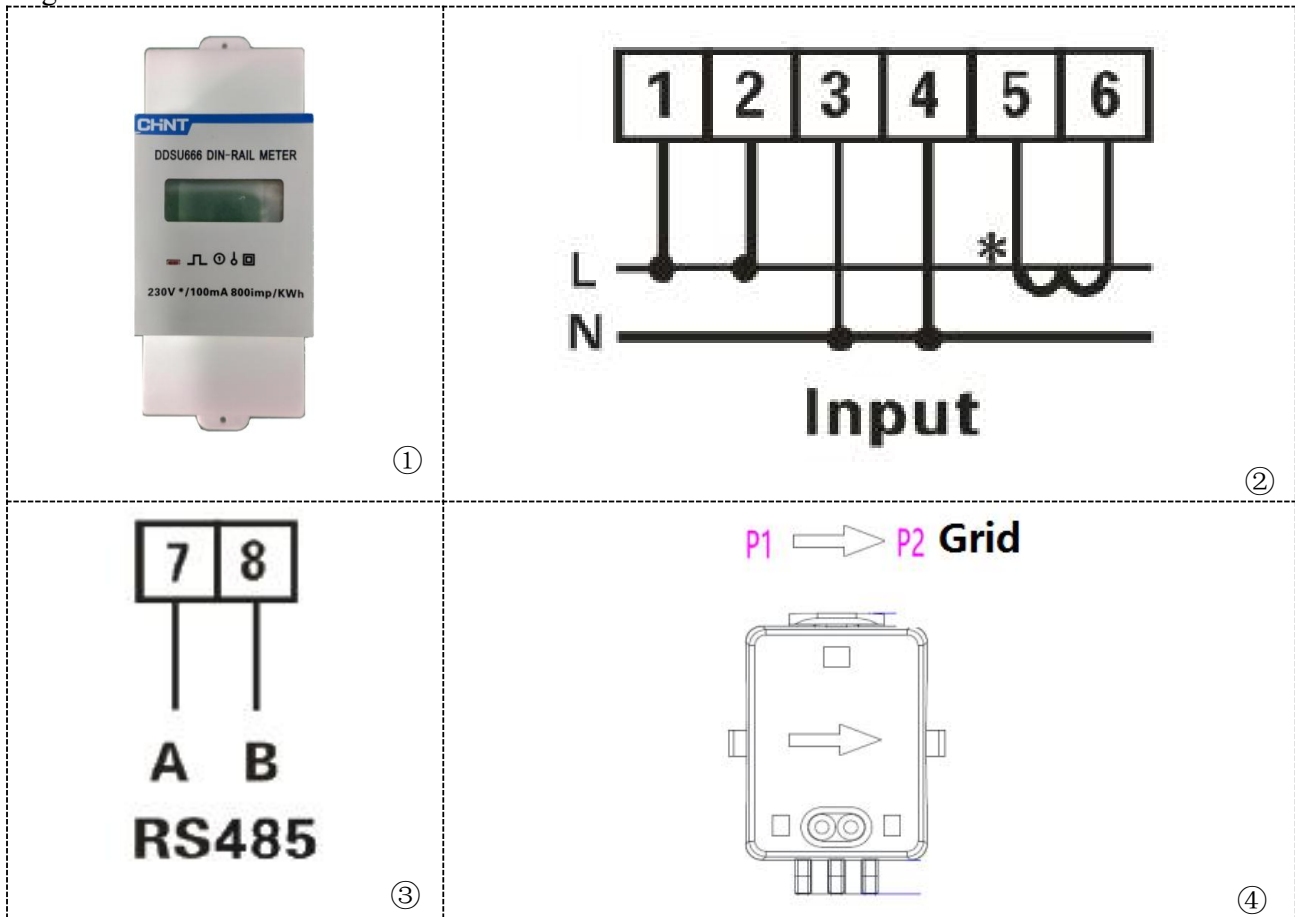 CHNT
DDSU666 DIN-RAIL METER
230V */100mA 800imp/KWh
①
1 2 3 4 5 6
*
L
N
Input
②
7 8
A B
RS485
③
P1 P2 Grid
④